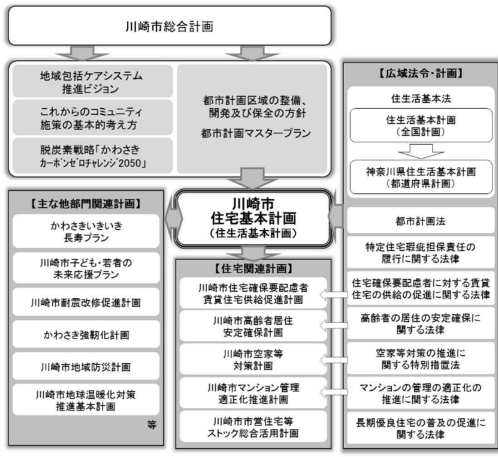 川崎市総合計画
地域包括ケアシステム
推進ビジョン
これからのコミュニティ
施策の基本的考え方
脱炭素戦略「かわさき
カーボンゼロチャレンジ2050」
都市計画区域の整備、
開発及び保全の方針
都市計画マスタープラン
【広域法令・計画】
住生活基本法
住生活基本計画
(全国計画)
神奈川県住生活基本計画
(都道府県計画)
都市計画法
特定住宅瑕疵担保責任の
履行に関する法律
住宅確保要配慮者に対する賃貸
住宅の供給の促進に関する法律
高齢者の居住の安定確保に
関する法律
空家等対策の推進に
関する特別措置法
マンションの管理の適正化の
推進に関する法律
長期優良住宅の普及の促進に
関する法律
川崎市
住宅基本計画
(住生活基本計画)
【主な他部門関連計画】
かわさきいきいき
長寿プラン
川崎市子ども・若者の
未来応援プラン
川崎市耐震改修促進計画
かわさき強靭化計画
川崎市地域防災計画
川崎市地球温暖化対策
推進基本計画
等
【住宅関連計画】
川崎市住宅確保要配慮者
賃貸住宅供給促進計画
川崎市高齢者居住
安定確保計画
川崎市空家等
対策計画
川崎市マンション管理
適正化推進計画
川崎市市営住宅等
ストック総合活用計画